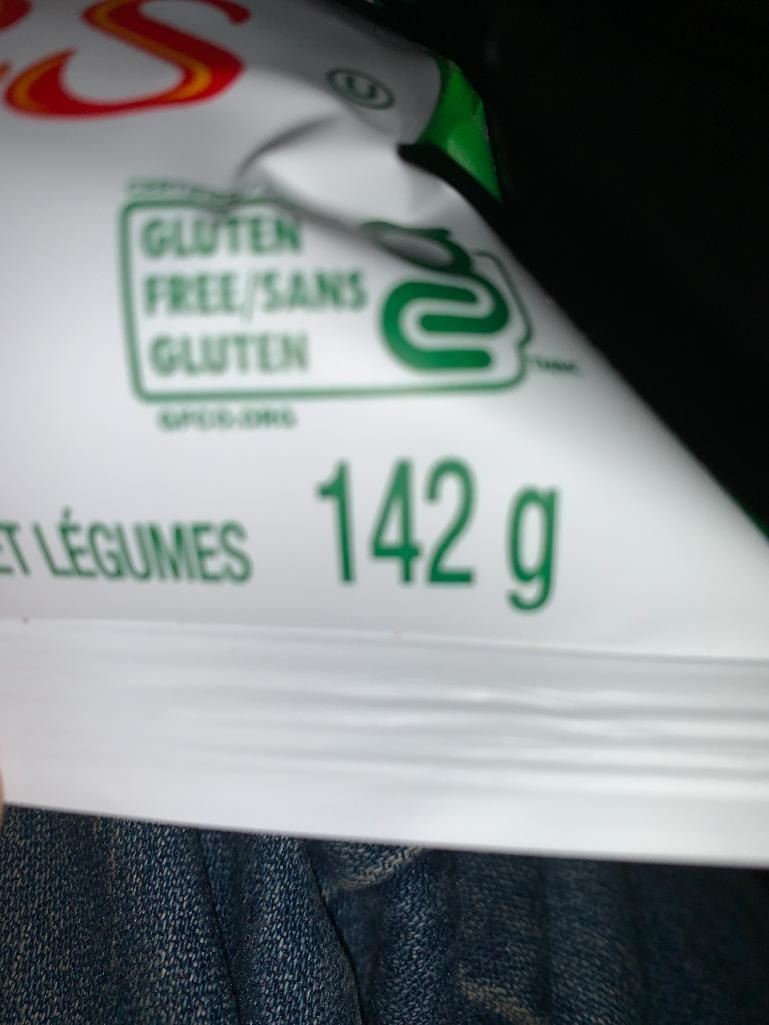 S
U
GLUTEN
FREE/SANS
GLUTEN
GFCO.ORG
ET LÉGUMES 142 g